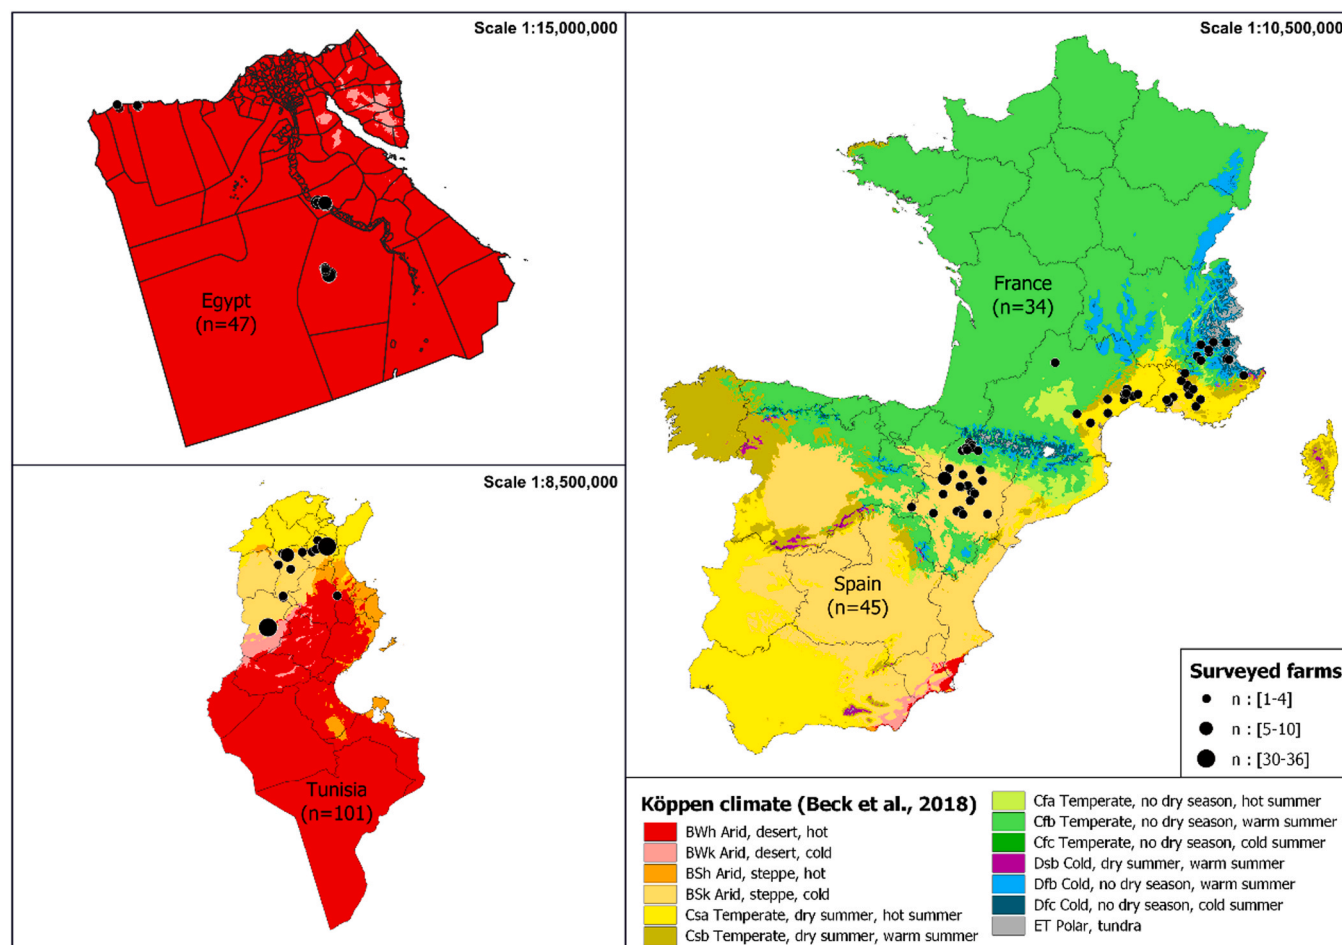 Scale 1:15,000,000
Egypt
(n=47)
Scale 1:8,500,000
Tunisia
(n=101)
Scale 1:10,500,000
France
(n=34)
Spain
(n=45)
Surveyed farms
n : [1-4]
n : [5-10]
n : [30-36]
Köppen climate (Beck et al., 2018)
BWh Arid, desert, hot
BWk Arid, desert, cold
BSh Arid, steppe, hot
BSk Arid, steppe, cold
Csa Temperate, dry summer, hot summer
Csb Temperate, dry summer, warm summer
Cfa Temperate, no dry season, hot summer
Cfb Temperate, no dry season, warm summer
Cfc Temperate, no dry season, cold summer
Dsb Cold, dry summer, warm summer
Dfb Cold, no dry season, warm summer
Dfc Cold, no dry season, cold summer
ET Polar, tundra